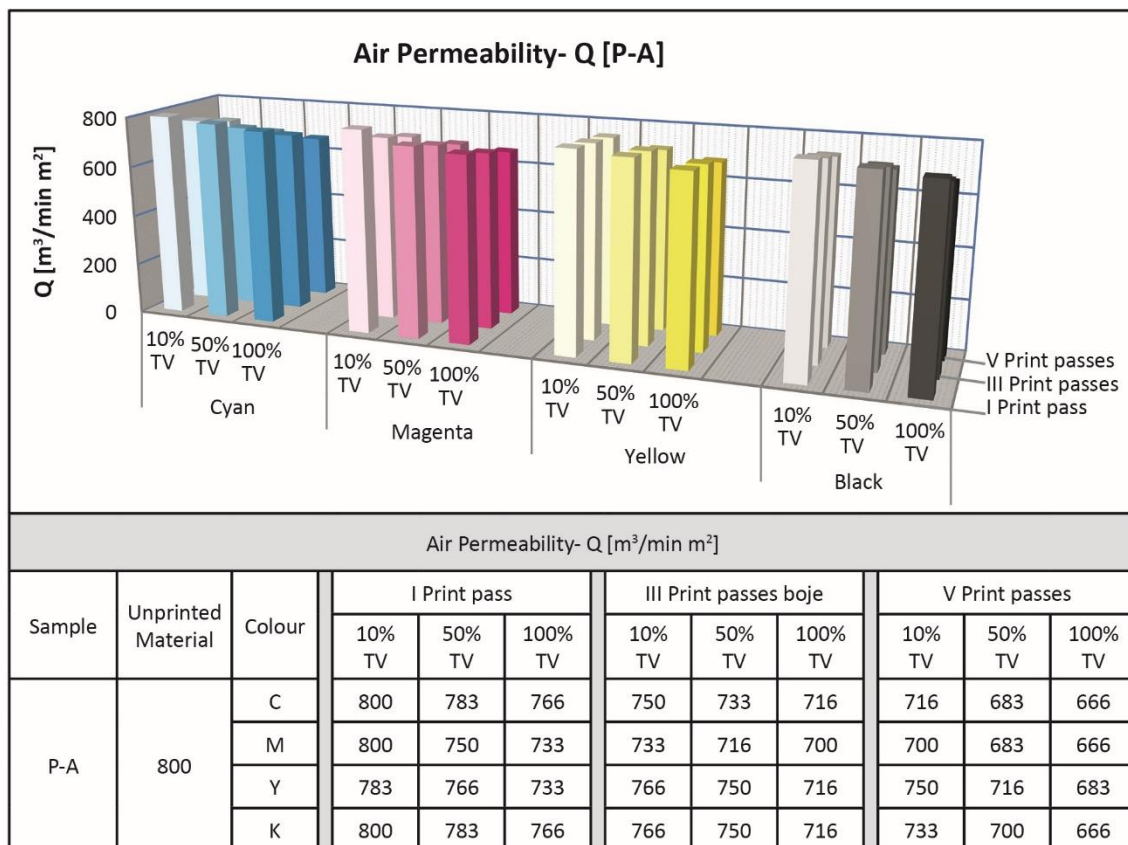 Air Permeability- Q [P-A]
Q [m³/min m²]
800
600
400
200
0
10% TV
50% TV
100% TV
Cyan
10% TV
50% TV
100% TV
Magenta
10% TV
50% TV
100% TV
Yellow
10% TV
50% TV
100% TV
Black
V Print passes
III Print passes
I Print pass
Air Permeability- Q [m³/min m²]
Sample Unprinted Material Colour I Print pass III Print passes boje V Print passes
10% TV 50% TV 100% TV 10% TV 50% TV 100% TV 10% TV 50% TV 100% TV
P-A 800
C 800 783 766 750 733 716 716 683 666
M 800 750 733 733 716 700 700 683 666
Y 783 766 733 766 750 716 750 716 683
K 800 783 766 766 750 716 733 700 666